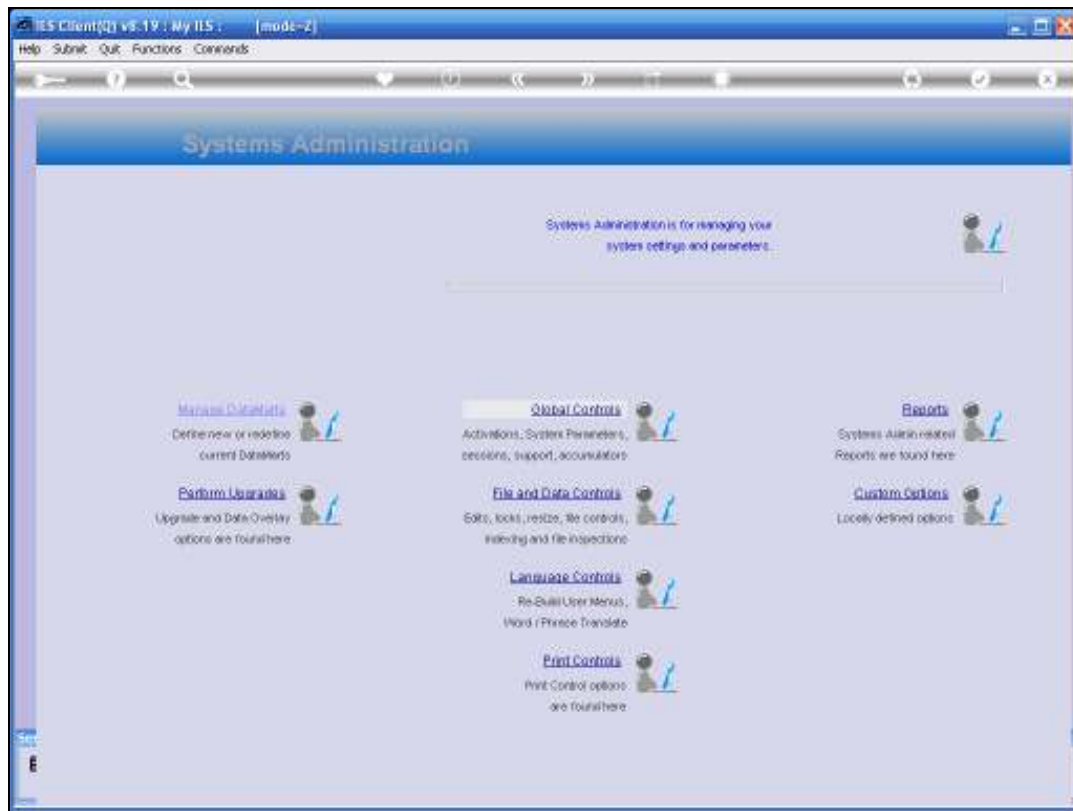 IES Client(Q) v8.19 : My IES : [mode-Z]
Help Submit Quit Functions Commands
Systems Administration
Systems Administration is for managing your
system settings and parameters.
Manage DataMarts
Define new or redefine
current DataMarts
Perform Upgrades
Upgrade and Data Overlay
options are found here
Global Controls
Activations, System Parameters,
sessions, support, accumulators
File and Data Controls
Edits, locks, resize, file controls,
indexing and file inspections
Language Controls
Re-Build User Menus,
Word / Phrase Translate
Print Controls
Print Control options
are found here
Reports
Systems Admin related
Reports are found here
Custom Options
Locally defined options